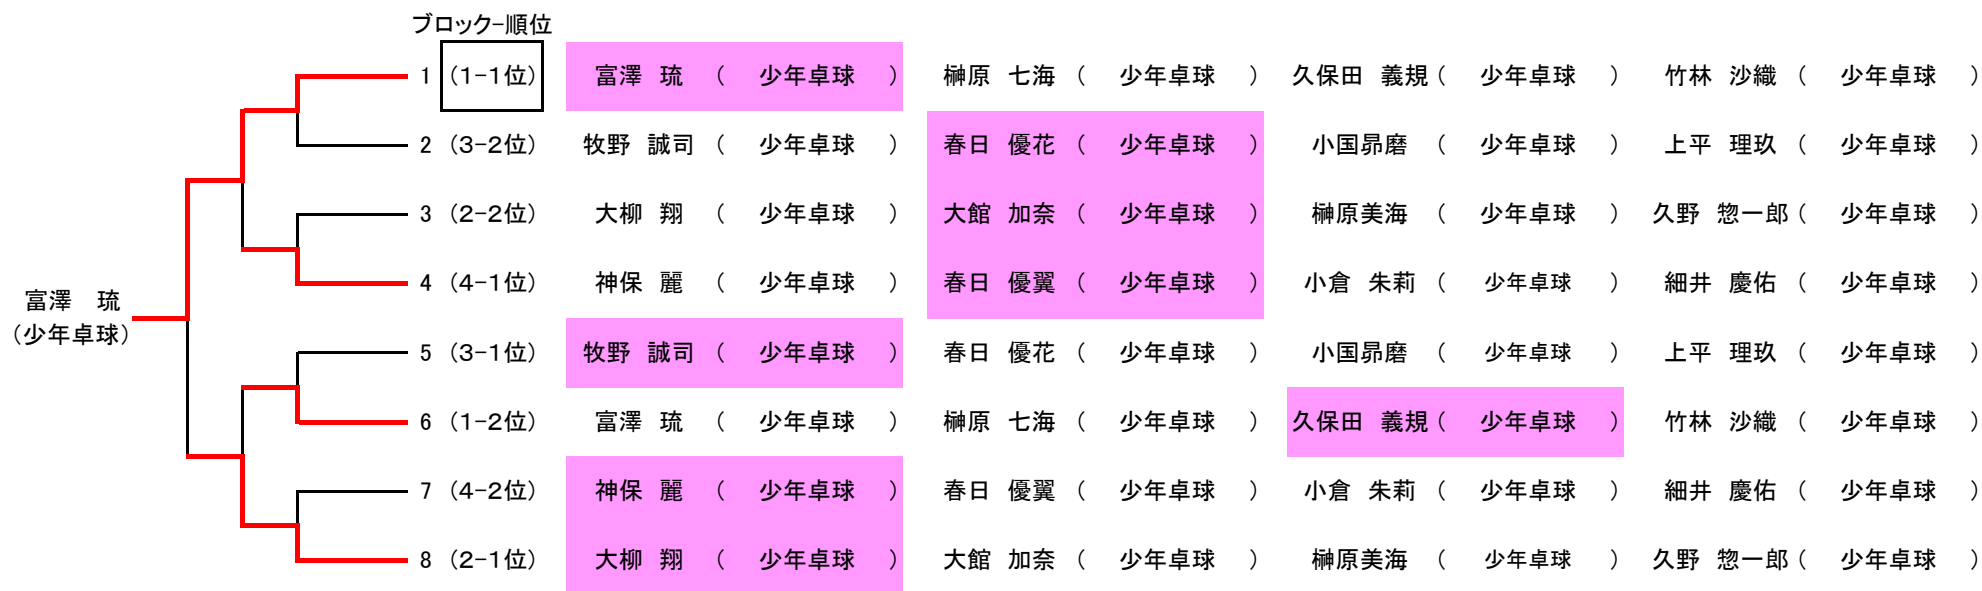 ブロック-順位
1 (1-1位) 富澤 琉 ( 少年卓球 ) 榊原 七海 ( 少年卓球 ) 久保田 義規 ( 少年卓球 ) 竹林 沙織 ( 少年卓球 )
2 (3-2位) 牧野 誠司 ( 少年卓球 ) 春日 優花 ( 少年卓球 ) 小国昴磨 ( 少年卓球 ) 上平 理玖 ( 少年卓球 )
3 (2-2位) 大柳 翔 ( 少年卓球 ) 大館 加奈 ( 少年卓球 ) 榊原美海 ( 少年卓球 ) 久野 惣一郎 ( 少年卓球 )
4 (4-1位) 神保 麗 ( 少年卓球 ) 春日 優翼 ( 少年卓球 ) 小倉 朱莉 ( 少年卓球 ) 細井 慶佑 ( 少年卓球 )
富澤 琉
(少年卓球)
5 (3-1位) 牧野 誠司 ( 少年卓球 ) 春日 優花 ( 少年卓球 ) 小国昴磨 ( 少年卓球 ) 上平 理玖 ( 少年卓球 )
6 (1-2位) 富澤 琉 ( 少年卓球 ) 榊原 七海 ( 少年卓球 ) 久保田 義規 ( 少年卓球 ) 竹林 沙織 ( 少年卓球 )
7 (4-2位) 神保 麗 ( 少年卓球 ) 春日 優翼 ( 少年卓球 ) 小倉 朱莉 ( 少年卓球 ) 細井 慶佑 ( 少年卓球 )
8 (2-1位) 大柳 翔 ( 少年卓球 ) 大館 加奈 ( 少年卓球 ) 榊原美海 ( 少年卓球 ) 久野 惣一郎 ( 少年卓球 )